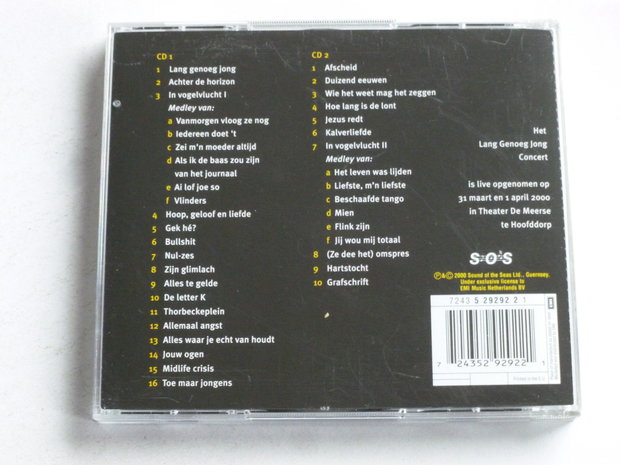 CD 1
1 Lang genoeg jong
2 Achter de horizon
3 In vogelvlucht I
Medley van:
a Vanmorgen vloog ze nog
b Iedereen doet 't
c Zei m'n moeder altijd
d Als ik de baas zou zijn
van het journaal
e Ai lof joe so
f Vlinders
4 Hoop, geloof en liefde
5 Gek hé?
6 Bullshit
7 Nul-zes
8 Zijn glimlach
9 Alles te gelde
10 De letter K
11 Thorbeckeplein
12 Allemaal angst
13 Alles waar je echt van houdt
14 Jouw ogen
15 Midlife crisis
16 Toe maar jongens
CD 2
1 Afscheid
2 Duizend eeuwen
3 Wie het weet mag het zeggen
4 Hoe lang is de lont
5 Jezus redt
6 Kalverliefde
7 In vogelvlucht II
Medley van:
a Het leven was lijden
b Liefste, m'n liefste
c Beschaafde tango
d Mien
e Flink zijn
f Jij wou mij totaal
8 (Ze dee het) omspres
9 Hartstocht
10 Grafschrift
Het
Lang Genoeg Jong
Concert
is live opgenomen op
31 maart en 1 april 2000
in Theater De Meerse
te Hoofddorp
S·O·S
℗&© 2000 Sound of the Seas Ltd., Guernsey.
Under exclusive license to
EMI Music Netherlands BV
7243 5 29292 2 1
7 24352 92922 1